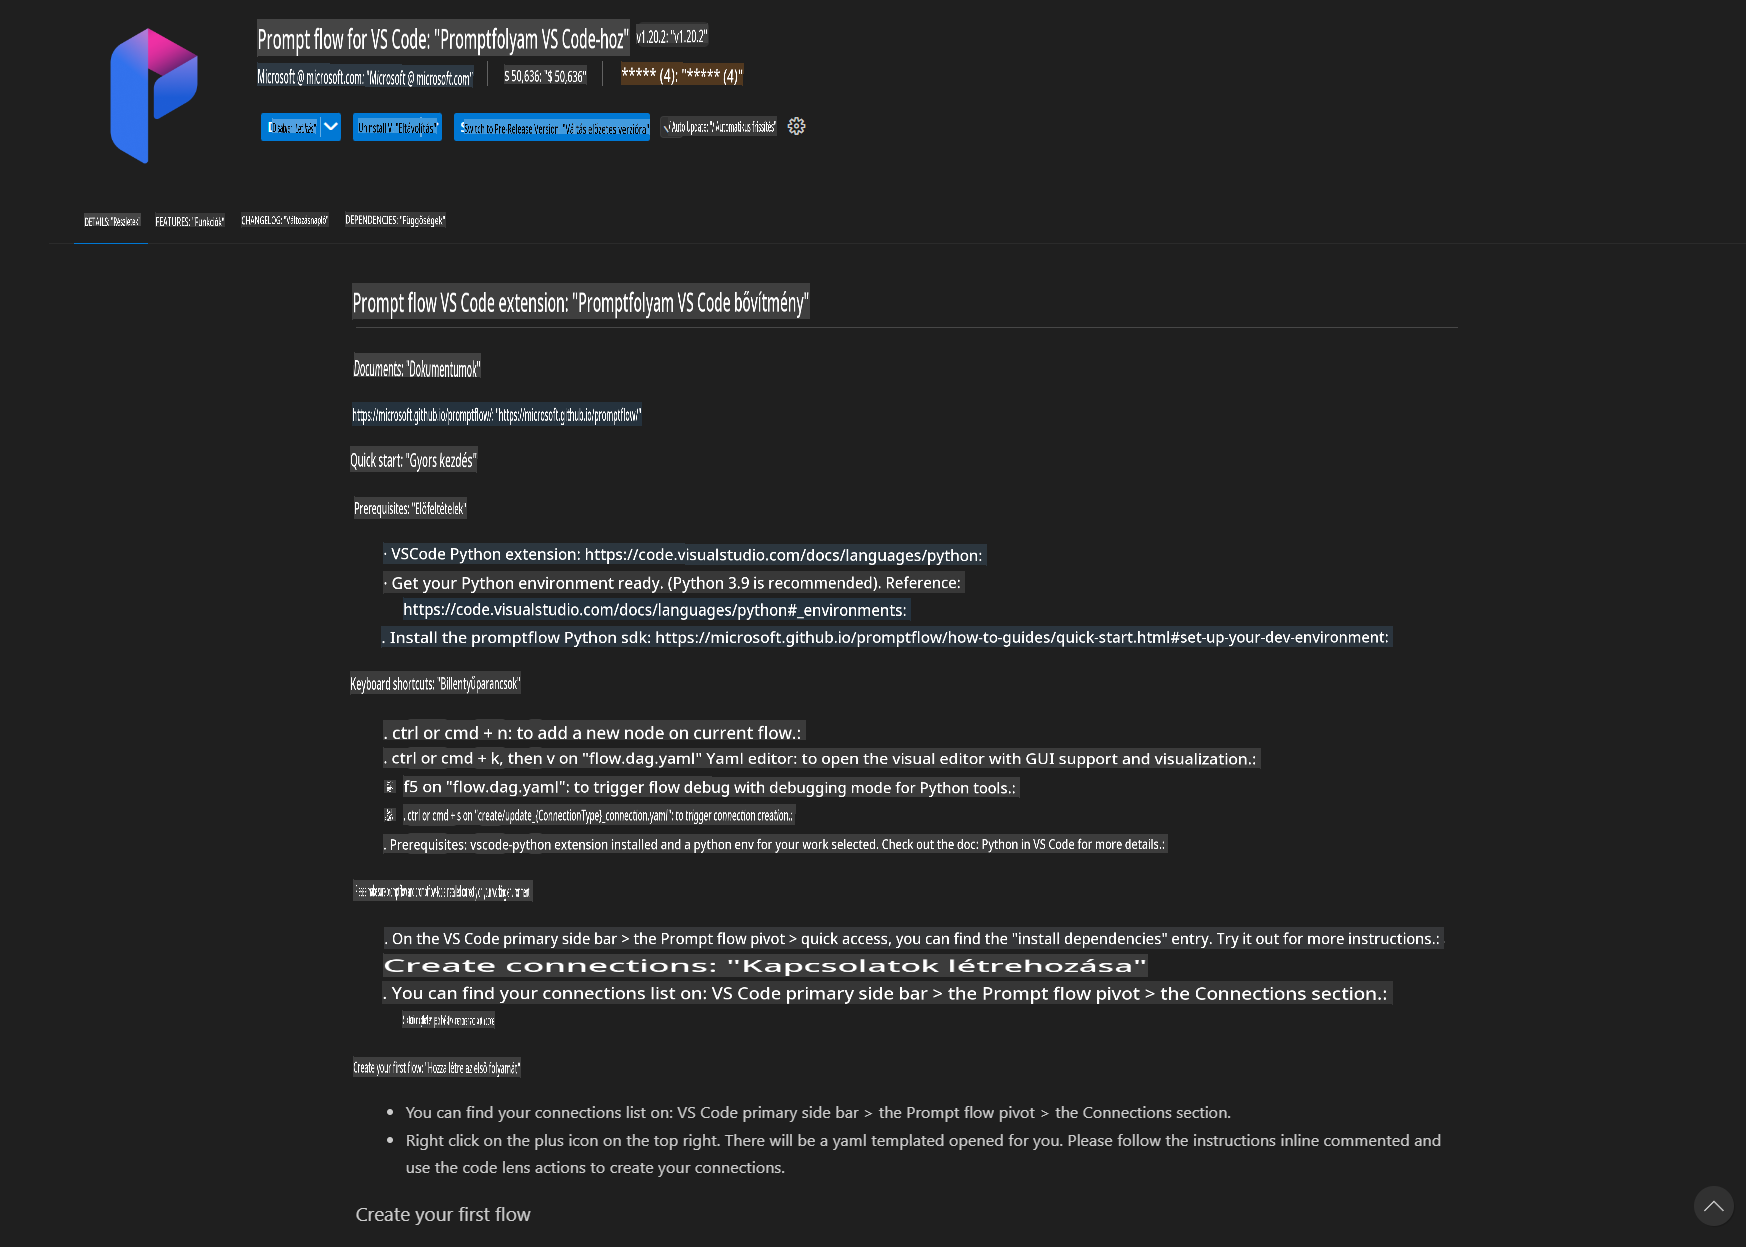 Prompt flow for VS Code: "Promptfolyam VS Code-hoz" v1.20.2: "v1.20.2"
Microsoft @ microsoft.com: "Microsoft @ microsoft.com" $ 50,636: "$ 50,636" ***** (4): "***** (4)"
Uninstall V: "Eltávolítás" Switch to Pre-Release Version: "Váltás előzetes verzióra" √ Auto Update: "√ Automatikus frissítés"
DETAILS: "Részletek" FEATURES: "Funkciók" CHANGELOG: "Változásnapló" DEPENDENCIES: "Függőségek"
Prompt flow VS Code extension: "Promptfolyam VS Code bővítmény"
Documents: "Dokumentumok"
https://microsoft.github.io/promptflow/: "https://microsoft.github.io/promptflow/"
Quick start: "Gyors kezdés"
Prerequisites: "Előfeltételek"
· VSCode Python extension: https://code.visualstudio.com/docs/languages/python:
· Get your Python environment ready. (Python 3.9 is recommended). Reference:
https://code.visualstudio.com/docs/languages/python#_environments:
. Install the promptflow Python sdk: https://microsoft.github.io/promptflow/how-to-guides/quick-start.html#set-up-your-dev-environment:
Keyboard shortcuts: "Billentyűparancsok"
. ctrl or cmd + n: to add a new node on current flow.:
. ctrl or cmd + k, then v on "flow.dag.yaml" Yaml editor: to open the visual editor with GUI support and visualization.:
f5 on "flow.dag.yaml": to trigger flow debug with debugging mode for Python tools.:
. ctrl or cmd + s on "create/update_{ConnectionType}_connection.yaml": to trigger connection creation.:
. Prerequisites: vscode-python extension installed and a python env for your work selected. Check out the doc: Python in VS Code for more details.:
. On the VS Code primary side bar > the Prompt flow pivot > quick access, you can find the "install dependencies" entry. Try it out for more instructions.:
Create connections: "Kapcsolatok létrehozása"
. You can find your connections list on: VS Code primary side bar > the Prompt flow pivot > the Connections section.:
Create your first flow: "Hozza létre az első folyamát"
• You can find your connections list on: VS Code primary side bar > the Prompt flow pivot > the Connections section.
• Right click on the plus icon on the top right. There will be a yaml templated opened for you. Please follow the instructions inline commented and
use the code lens actions to create your connections.
Create your first flow